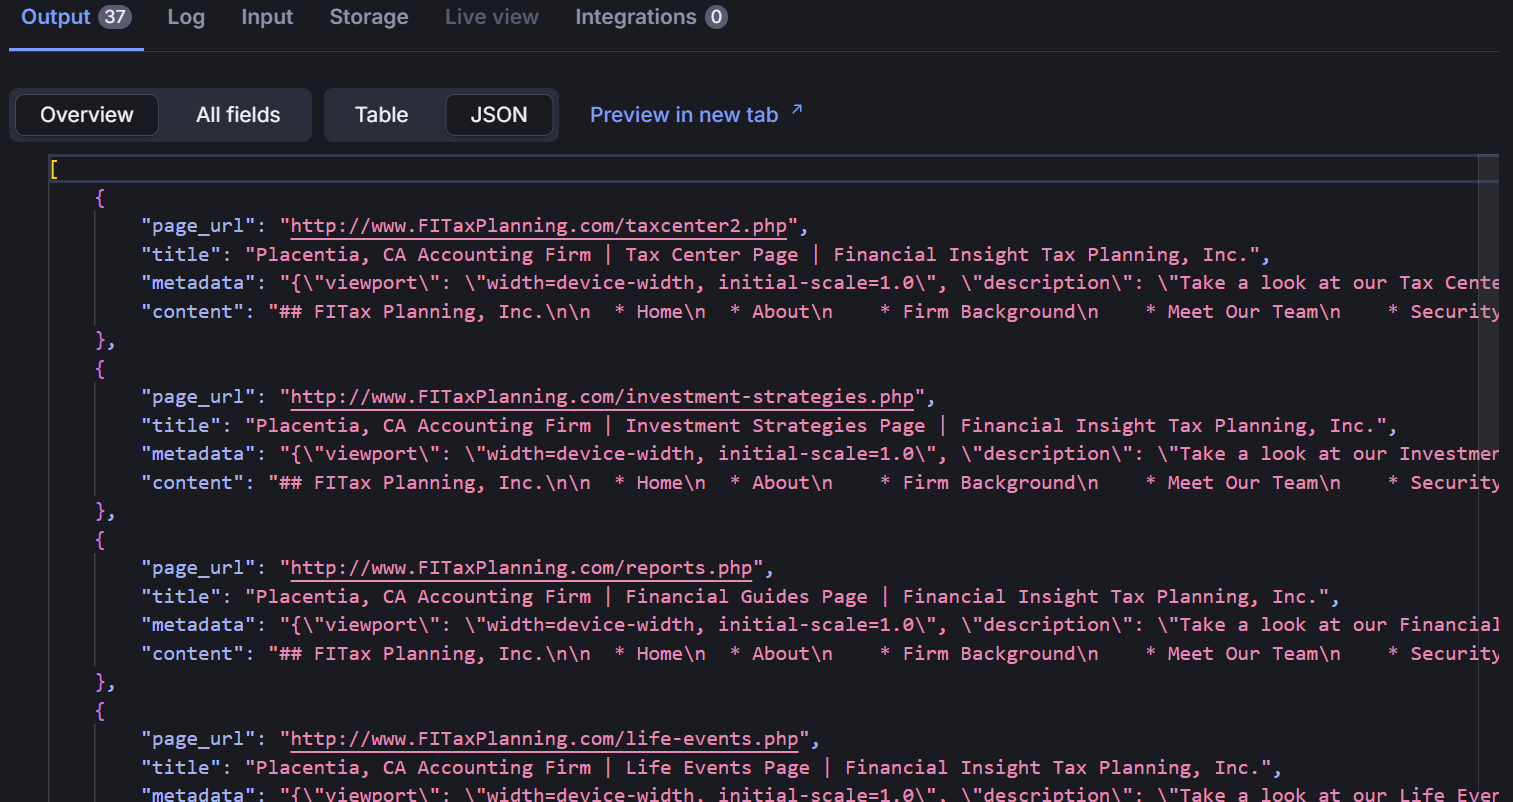 Output 37 Log Input Storage Live view Integrations 0
Overview All fields Table JSON Preview in new tab ↗
[
{
"page_url": "http://www.FITaxPlanning.com/taxcenter2.php",
"title": "Placentia, CA Accounting Firm | Tax Center Page | Financial Insight Tax Planning, Inc.",
"metadata": "{\"viewport\": \"width=device-width, initial-scale=1.0\", \"description\": \"Take a look at our Tax Cente
"content": "## FITax Planning, Inc.\n\n  * Home\n  * About\n    * Firm Background\n    * Meet Our Team\n    * Security
},
{
"page_url": "http://www.FITaxPlanning.com/investment-strategies.php",
"title": "Placentia, CA Accounting Firm | Investment Strategies Page | Financial Insight Tax Planning, Inc.",
"metadata": "{\"viewport\": \"width=device-width, initial-scale=1.0\", \"description\": \"Take a look at our Investmen
"content": "## FITax Planning, Inc.\n\n  * Home\n  * About\n    * Firm Background\n    * Meet Our Team\n    * Security
},
{
"page_url": "http://www.FITaxPlanning.com/reports.php",
"title": "Placentia, CA Accounting Firm | Financial Guides Page | Financial Insight Tax Planning, Inc.",
"metadata": "{\"viewport\": \"width=device-width, initial-scale=1.0\", \"description\": \"Take a look at our Financial
"content": "## FITax Planning, Inc.\n\n  * Home\n  * About\n    * Firm Background\n    * Meet Our Team\n    * Security
},
{
"page_url": "http://www.FITaxPlanning.com/life-events.php",
"title": "Placentia, CA Accounting Firm | Life Events Page | Financial Insight Tax Planning, Inc.",
"metadata": "{\"viewport\": \"width=device-width, initial-scale=1.0\", \"description\": \"Take a look at our Life Even